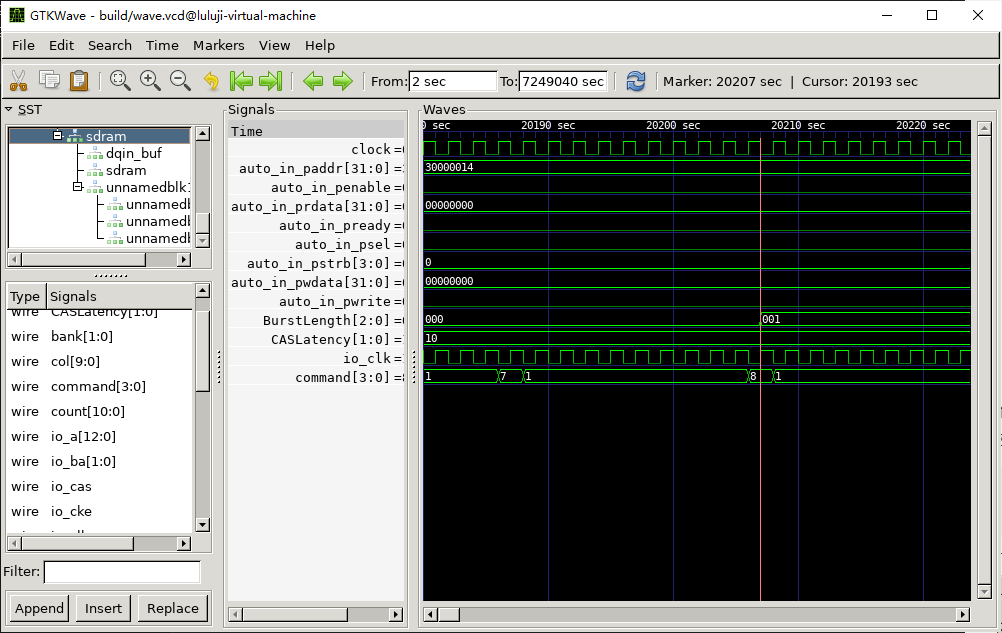 GTKWave - build/wave.vcd@luluji-virtual-machine
File Edit Search Time Markers View Help
From: 2 sec To: 7249040 sec Marker: 20207 sec | Cursor: 20193 sec
SST
sdram
dqin_buf
sdram
unnamedblk1
unnamedb
unnamedb
unnamedb
Type Signals
wire CASLatency[1:0]
wire bank[1:0]
wire col[9:0]
wire command[3:0]
wire count[10:0]
wire io_a[12:0]
wire io_ba[1:0]
wire io_cas
wire io_cke
Filter:
Append Insert Replace
Signals
Time
clock=
auto_in_paddr[31:0]=
auto_in_penable=
auto_in_prdata[31:0]=
auto_in_pready=
auto_in_psel=
auto_in_pstrb[3:0]=
auto_in_pwdata[31:0]=
auto_in_pwrite=
BurstLength[2:0]=
CASLatency[1:0]=
io_clk=
command[3:0]=
Waves
0 sec 20190 sec 20200 sec 20210 sec 20220 sec
30000014
00000000
0
00000000
000 001
10
1 7 1 8 1